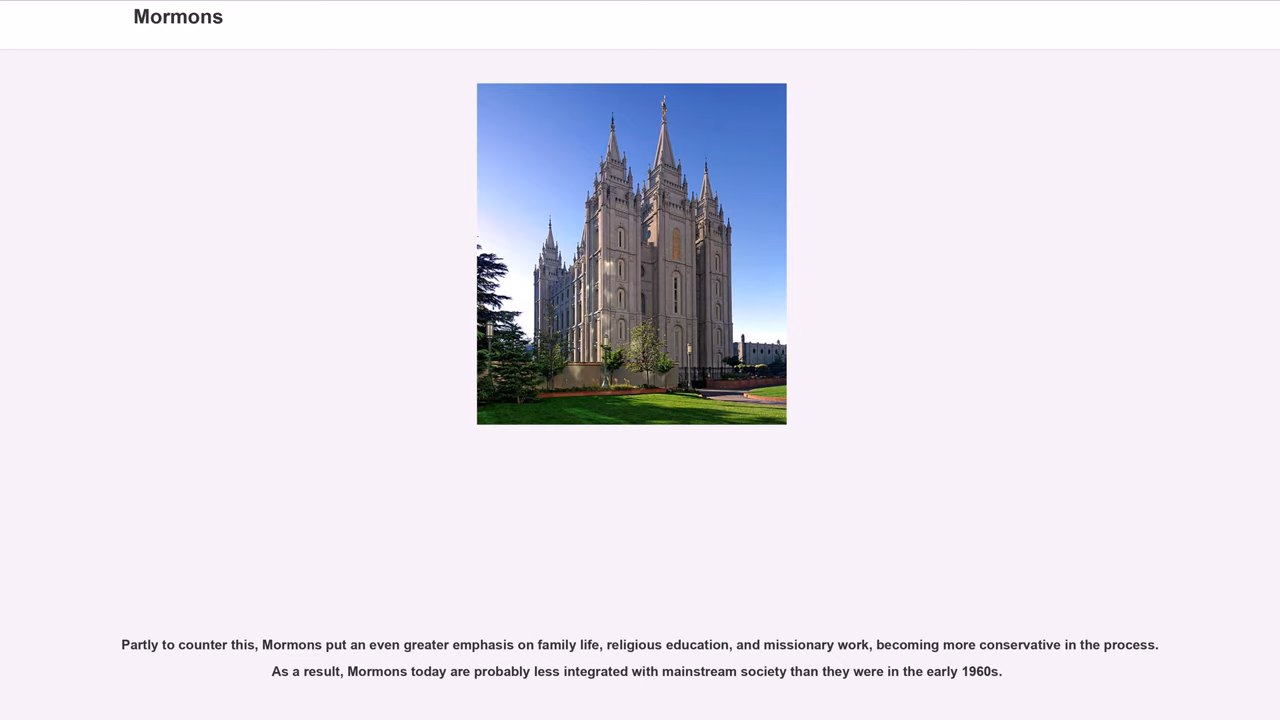 Mormons
Partly to counter this, Mormons put an even greater emphasis on family life, religious education, and missionary work, becoming more conservative in the process.
As a result, Mormons today are probably less integrated with mainstream society than they were in the early 1960s.